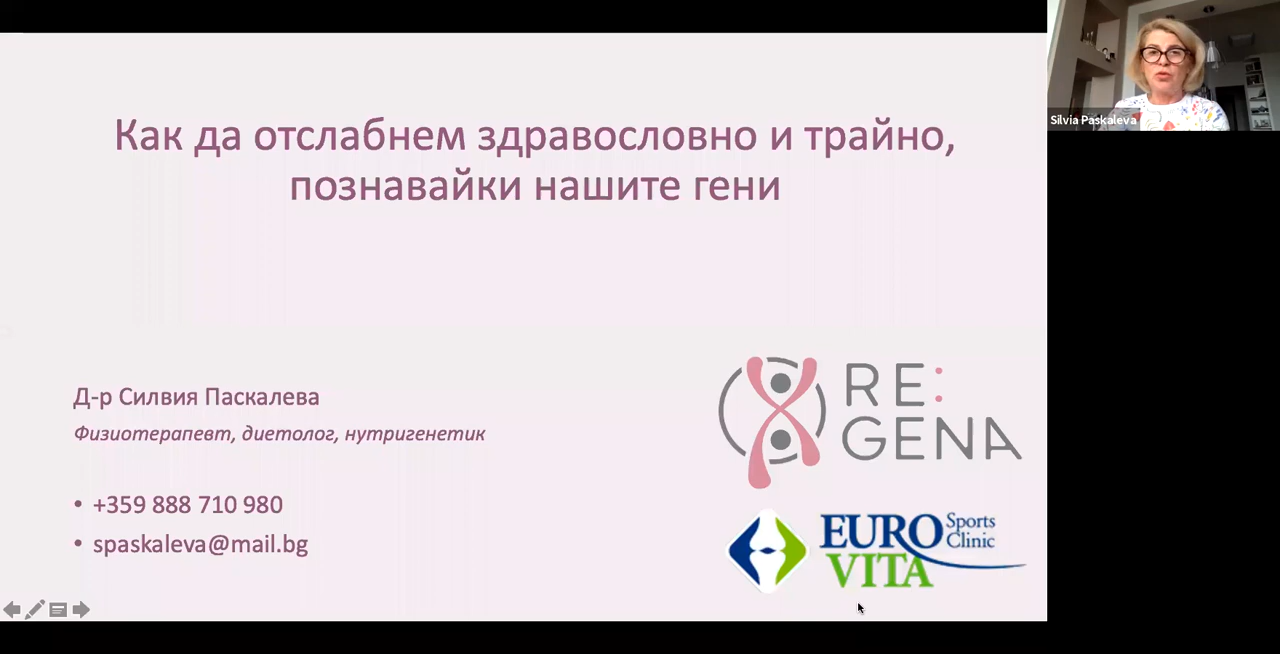 Как да отслабнем здравословно и трайно,
познавайки нашите гени
Silvia Paskaleva
Д-р Силвия Паскалева
Физиотерапевт, диетолог, нутригенетик
• +359 888 710 980
• spaskaleva@mail.bg
RE:
GENA
EURO Sports
Clinic
VITA